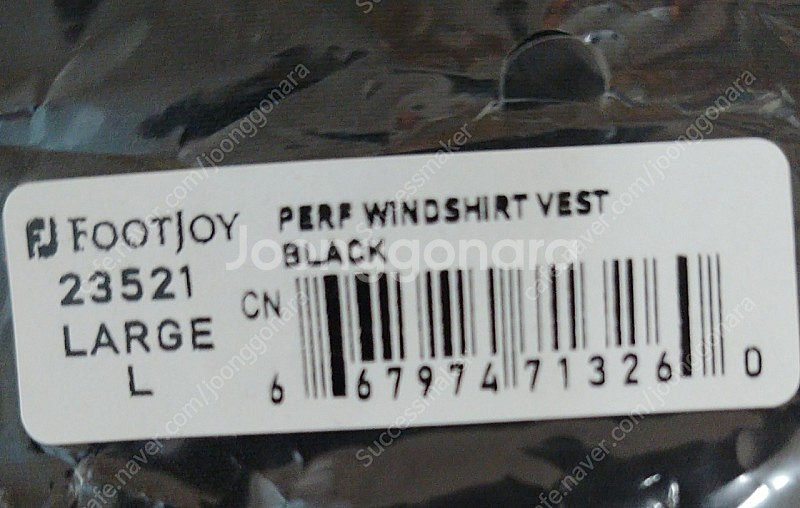 FJ FOOTJOY
23521
LARGE
L
PERF WINDSHIRT VEST
BLACK
CN
6 67974 71326 0
Joonggonara
Successmaker
cafe.naver.com/joonggonara